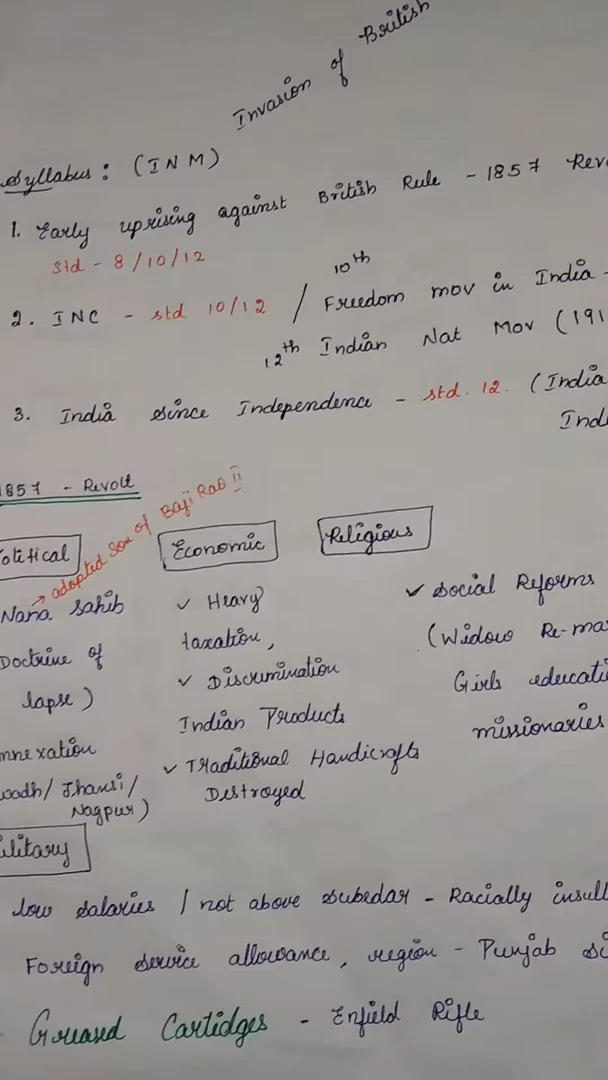 Invasion of British
Syllabus : (INM)
1. Early uprising against British Rule - 1857 Rev
Std - 8/10/12
2. INC - std 10/12 / 10th Freedom mov in India -
12th Indian Nat Mov (191
3. India since Independence - std. 12. (India
Ind
1857 - Revolt
→ adopted son of Baji Rao II
olitical Economic Religious
Nana Sahib
Doctrine of
lapse)
nnexation
wadh/ Jhansi/
Nagpur)
✓ Heavy
taxation,
✓ Discrimination
Indian Products
✓ Traditional Handicrafts
Destroyed
✓ Social Reforms
(Widow Re-ma
Girls educati
missionaries
ilitary
low salaries / not above subedar - Racially insul
Foreign service allowance, region - Punjab si
- Greased Cartidges - Enfield Rifle